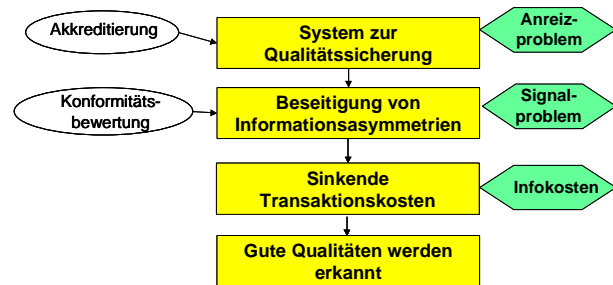 Akkreditierung
System zur
Qualitätssicherung
Anreiz-
problem
Konformitäts-
bewertung
Beseitigung von
Informationsasymmetrien
Signal-
problem
Sinkende
Transaktionskosten
Infokosten
Gute Qualitäten werden
erkannt